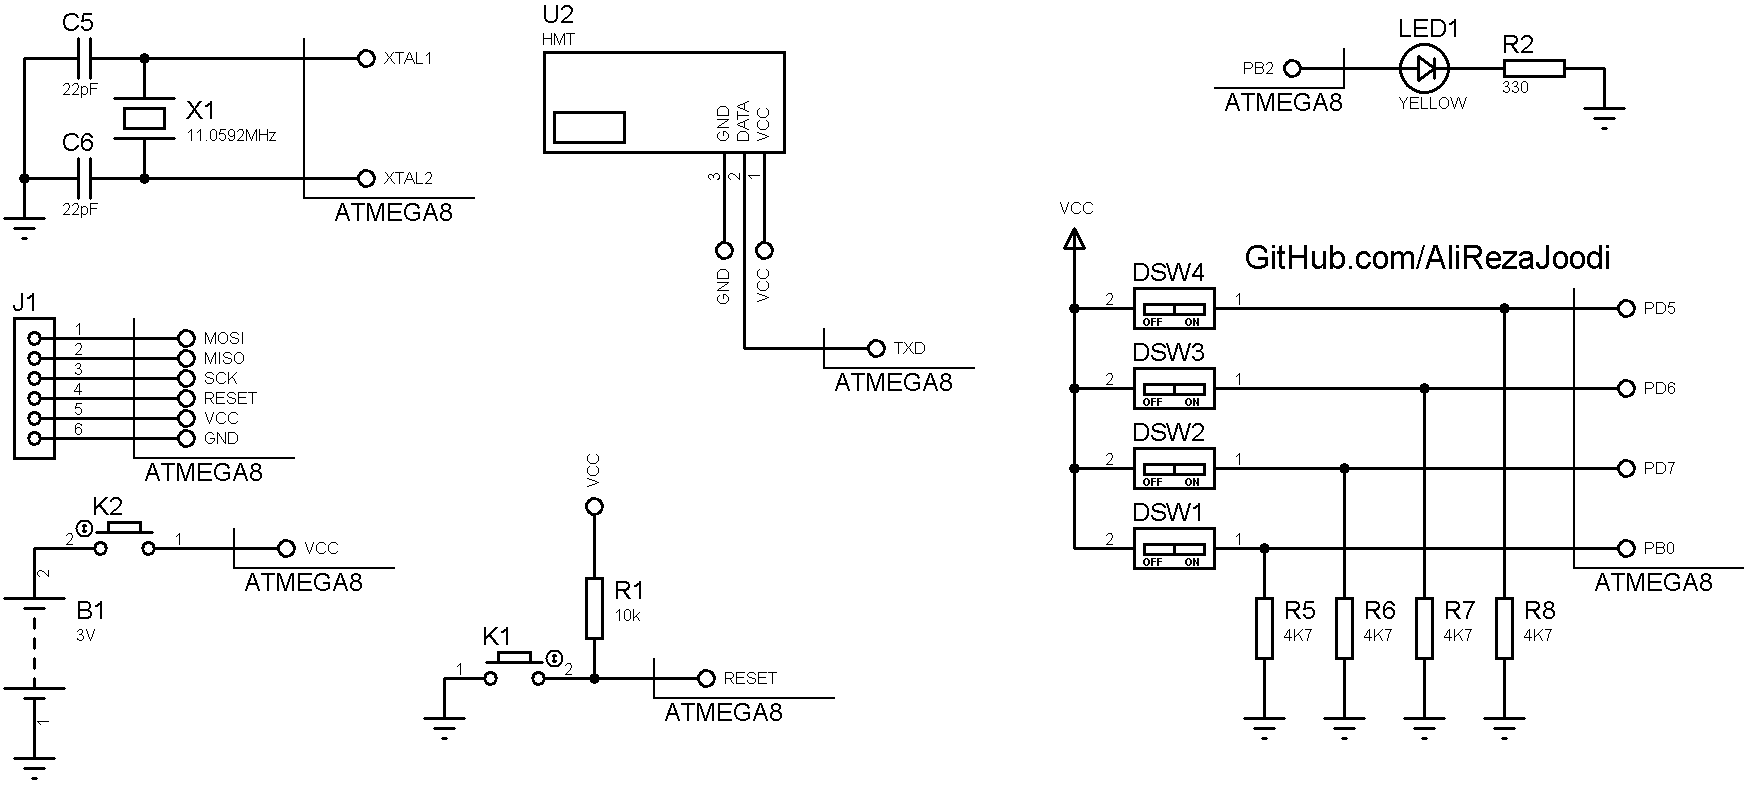 C5
22pF
X1
11.0592MHz
C6
22pF
XTAL1
XTAL2
ATMEGA8
U2
HMT
GND
DATA
VCC
3
2
1
GND
VCC
TXD
ATMEGA8
LED1
YELLOW
PB2
ATMEGA8
R2
330
J1
1
2
3
4
5
6
MOSI
MISO
SCK
RESET
VCC
GND
ATMEGA8
K2
2
1
VCC
ATMEGA8
2
B1
3V
1
VCC
R1
10k
K1
1
2
RESET
ATMEGA8
VCC
GitHub.com/AliRezaJoodi
DSW4
2
OFF ON
1
PD5
DSW3
2
OFF ON
1
PD6
DSW2
2
OFF ON
1
PD7
DSW1
2
OFF ON
1
PB0
ATMEGA8
R5
4K7
R6
4K7
R7
4K7
R8
4K7